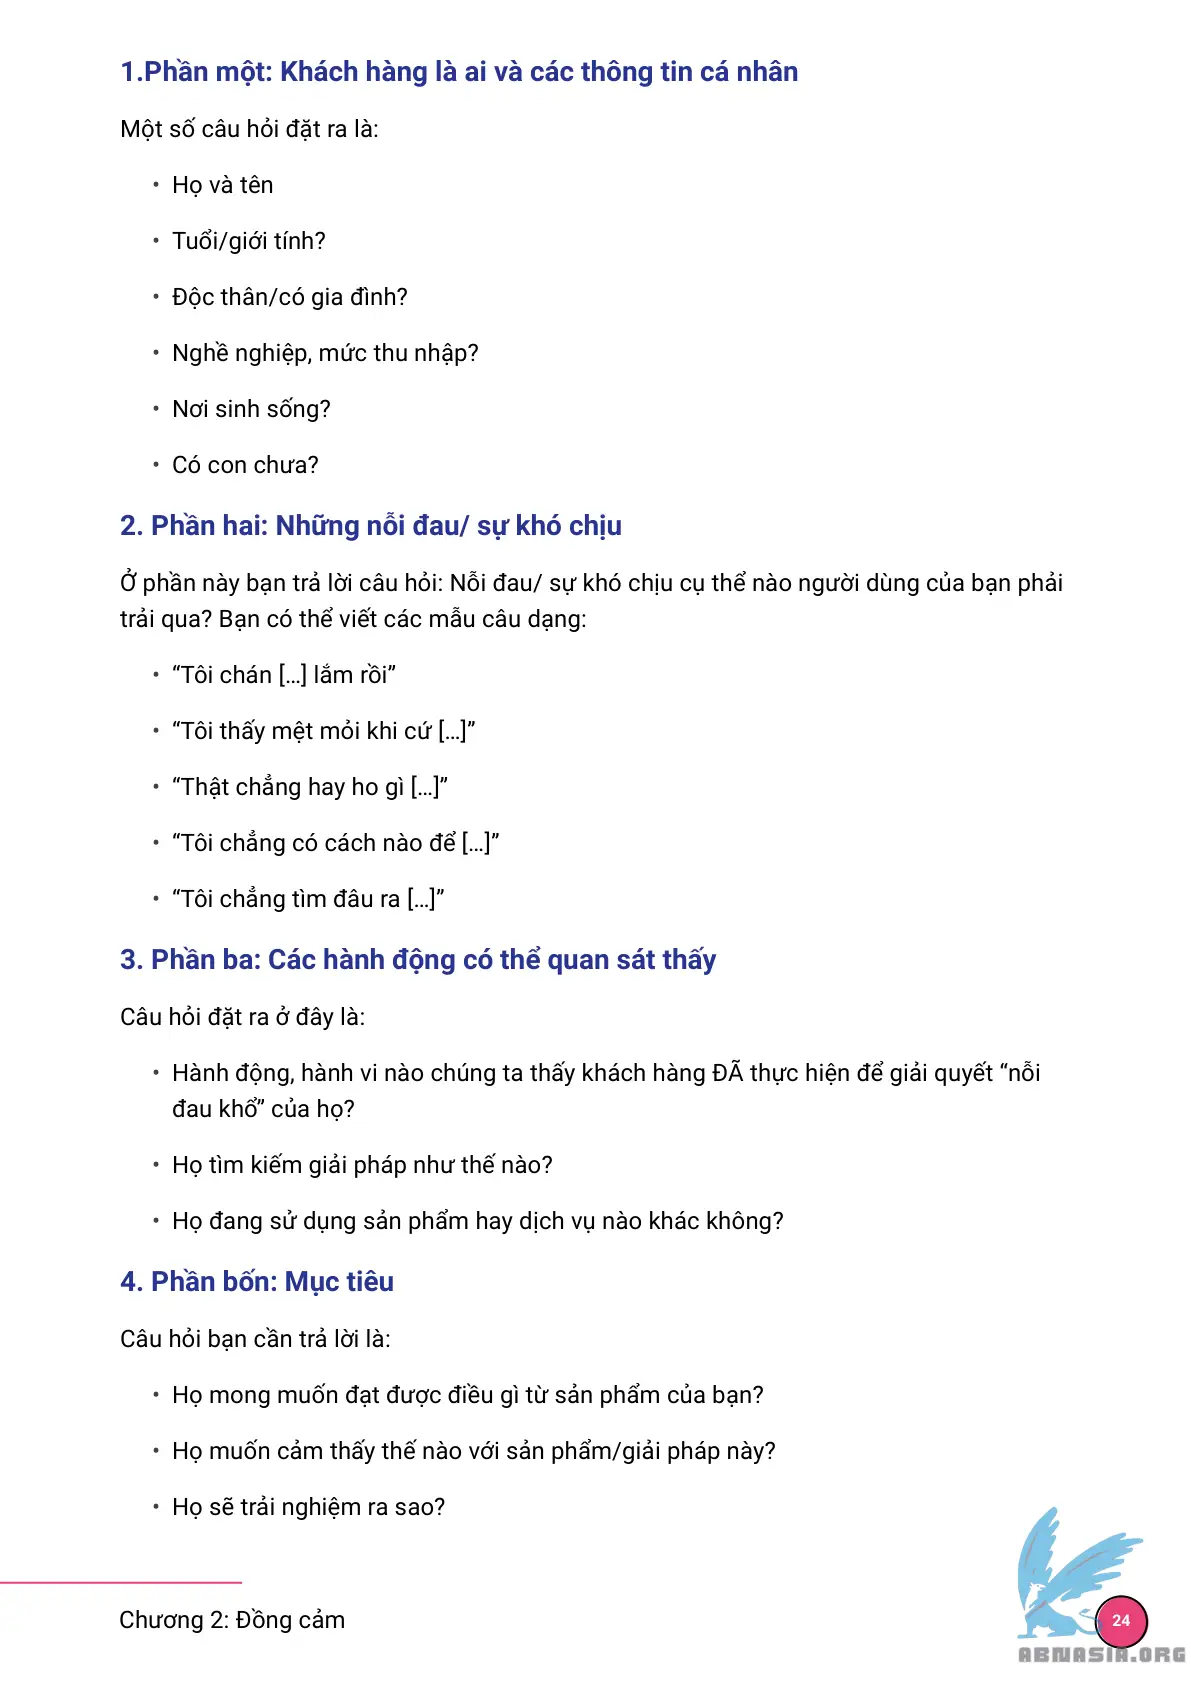 1.Phần một: Khách hàng là ai và các thông tin cá nhân
Một số câu hỏi đặt ra là:
• Họ và tên
• Tuổi/giới tính?
• Độc thân/có gia đình?
• Nghề nghiệp, mức thu nhập?
• Nơi sinh sống?
• Có con chưa?
2. Phần hai: Những nỗi đau/ sự khó chịu
Ở phần này bạn trả lời câu hỏi: Nỗi đau/ sự khó chịu cụ thể nào người dùng của bạn phải
trải qua? Bạn có thể viết các mẫu câu dạng:
• “Tôi chán […] lắm rồi”
• “Tôi thấy mệt mỏi khi cứ […]”
• “Thật chẳng hay ho gì […]”
• “Tôi chẳng có cách nào để […]”
• “Tôi chẳng tìm đâu ra […]”
3. Phần ba: Các hành động có thể quan sát thấy
Câu hỏi đặt ra ở đây là:
• Hành động, hành vi nào chúng ta thấy khách hàng ĐÃ thực hiện để giải quyết “nỗi
đau khổ” của họ?
• Họ tìm kiếm giải pháp như thế nào?
• Họ đang sử dụng sản phẩm hay dịch vụ nào khác không?
4. Phần bốn: Mục tiêu
Câu hỏi bạn cần trả lời là:
• Họ mong muốn đạt được điều gì từ sản phẩm của bạn?
• Họ muốn cảm thấy thế nào với sản phẩm/giải pháp này?
• Họ sẽ trải nghiệm ra sao?
Chương 2: Đồng cảm
24
ABNASIA.ORG